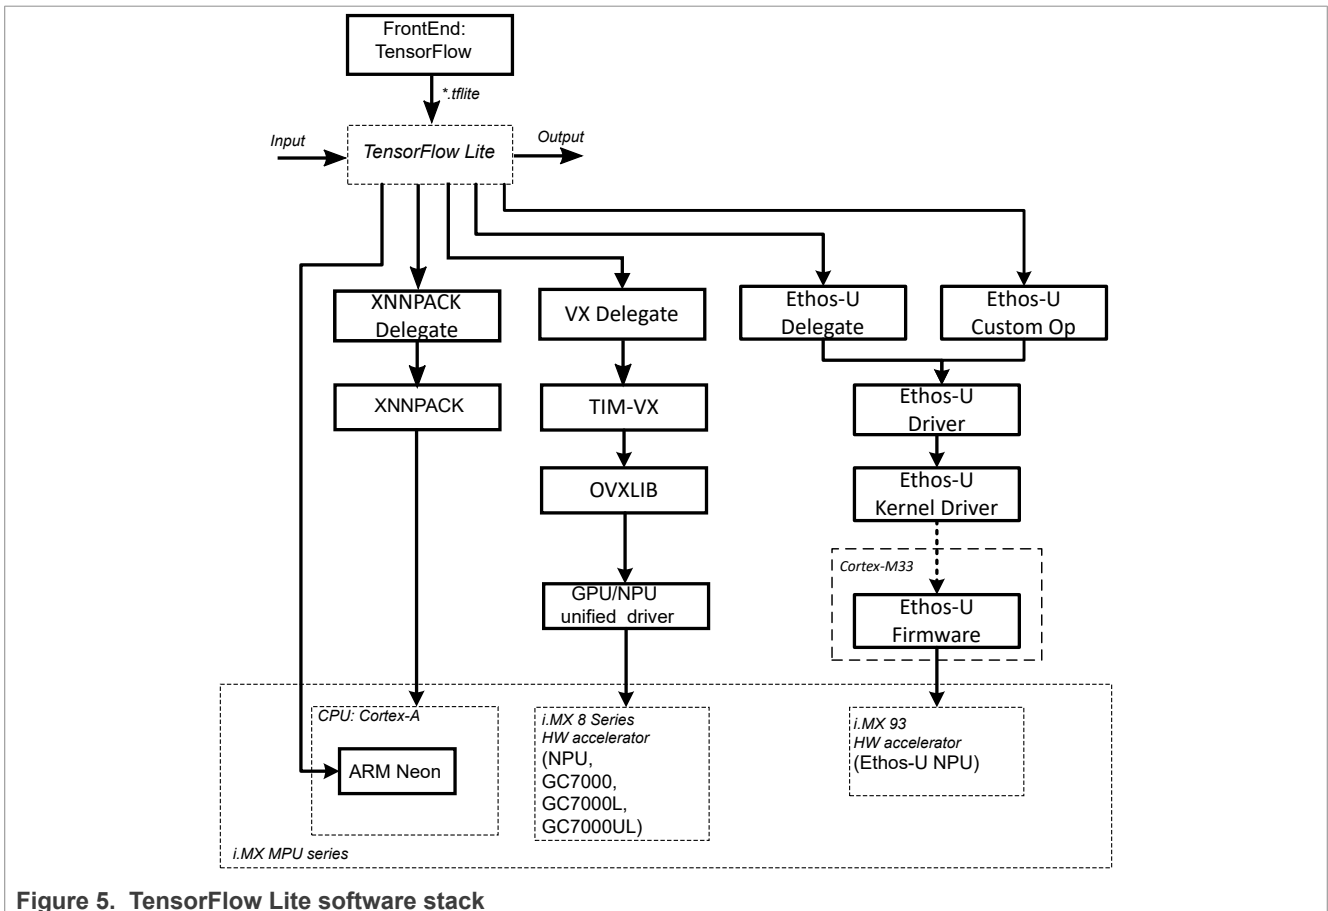 FrontEnd:
TensorFlow
*.tflite
Input
TensorFlow Lite
Output
XNNPACK
Delegate
VX Delegate
Ethos-U
Delegate
Ethos-U
Custom Op
XNNPACK
TIM-VX
Ethos-U
Driver
OVXLIB
Ethos-U
Kernel Driver
Cortex-M33
GPU/NPU
unified driver
Ethos-U
Firmware
CPU: Cortex-A
ARM Neon
i.MX 8 Series
HW accelerator
(NPU,
GC7000,
GC7000L,
GC7000UL)
i.MX 93
HW accelerator
(Ethos-U NPU)
i.MX MPU series
Figure 5. TensorFlow Lite software stack